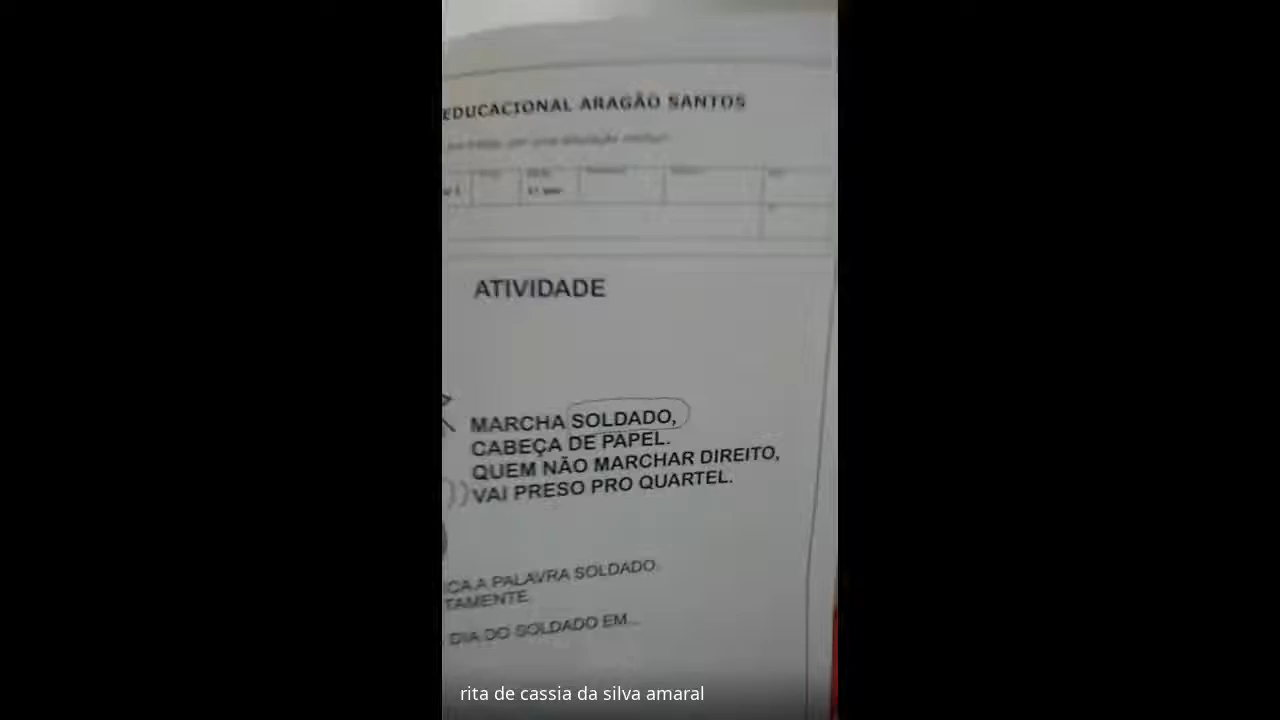 EDUCACIONAL ARAGÃO SANTOS
ATIVIDADE
MARCHA SOLDADO,
CABEÇA DE PAPEL.
QUEM NÃO MARCHAR DIREITO,
VAI PRESO PRO QUARTEL.
ICA A PALAVRA SOLDADO.
TAMENTE.
DIA DO SOLDADO EM...
rita de cassia da silva amaral